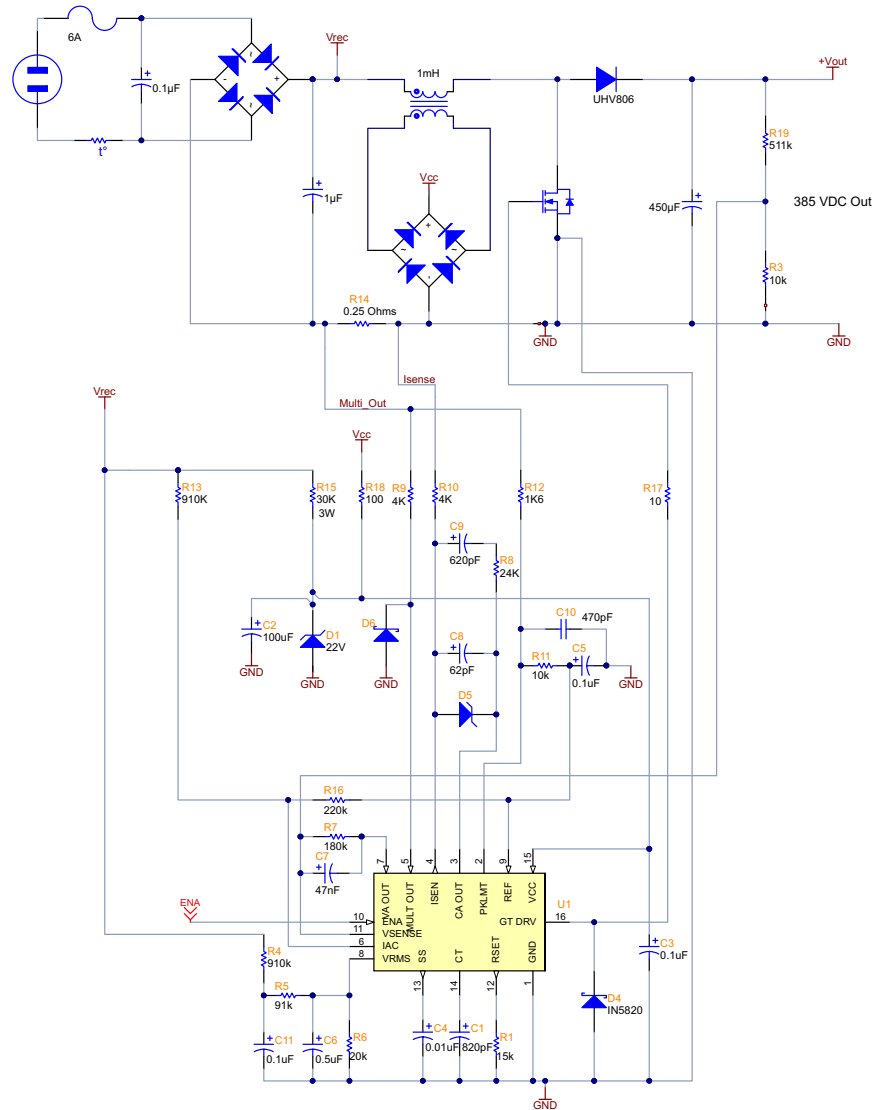 6A
0.1µF
t°
~
-
+
~
Vrec
1mH
UHV806
+Vout
R19
511k
1µF
Vcc
+
~
~
-
450µF
385 VDC Out
R3
10k
R14
0.25 Ohms
GND
GND
Isense
Multi_Out
Vrec
Vcc
R13
910K
R15
30K
3W
R18
100
R9
4K
R10
4K
R12
1K6
R17
10
C9
620pF
R8
24K
C2
100uF
GND
D1
22V
GND
D6
GND
C8
62pF
C10
470pF
R11
10k
C5
0.1uF
GND
D5
R16
220k
R7
180k
C7
47nF
7
5
4
3
2
9
15
VA OUT
MULT OUT
ISEN
CA OUT
PKLMT
REF
VCC
U1
ENA
10
ENA
GT DRV
16
11
VSENSE
6
IAC
8
VRMS
SS
CT
RSET
GND
13
14
12
1
R4
910k
R5
91k
C11
0.1uF
C6
0.5uF
R6
20k
C4
0.01uF
C1
820pF
R1
15k
D4
IN5820
C3
0.1uF
GND